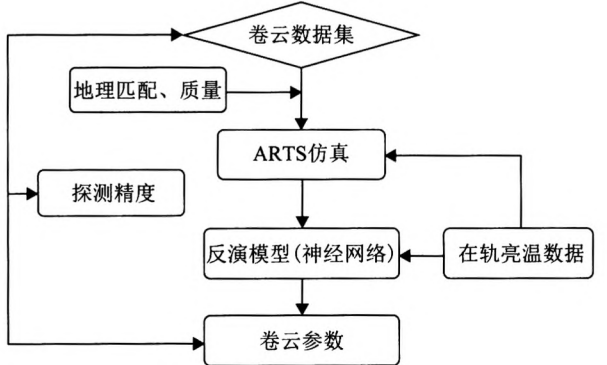 卷云数据集
地理匹配、质量
ARTS仿真
探测精度
反演模型(神经网络)
在轨亮温数据
卷云参数